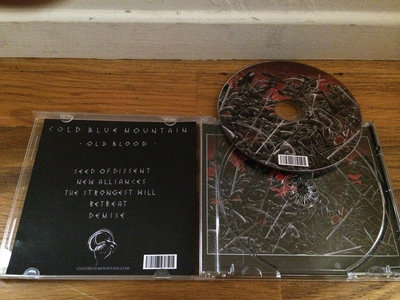 COLD BLUE MOUNTAIN
· OLD BLOOD ·
SEED OF DISSENT
NEW ALLIANCES
THE STRONGEST WILL
RETREAT
DEMISE
COLDBLUEMOUNTAIN.COM